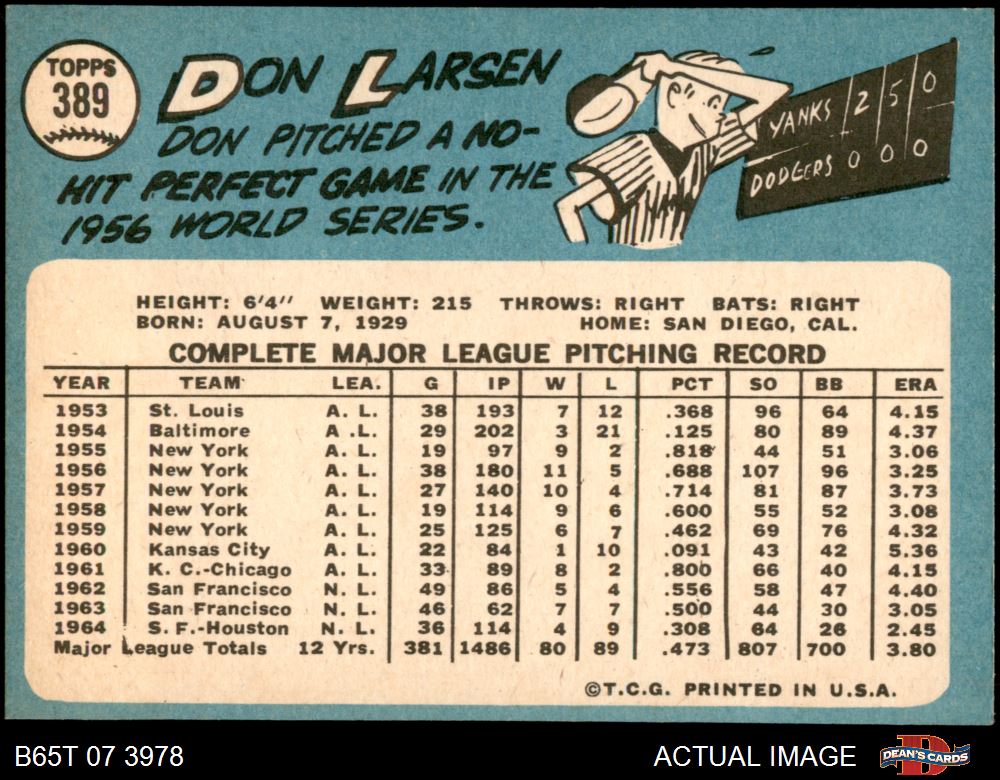 TOPPS
389
DON LARSEN
DON PITCHED A NO-
HIT PERFECT GAME IN THE
1956 WORLD SERIES.
YANKS 2 5 0
DODGERS 0 0 0
HEIGHT: 6'4" WEIGHT: 215 THROWS: RIGHT BATS: RIGHT
BORN: AUGUST 7, 1929 HOME: SAN DIEGO, CAL.
COMPLETE MAJOR LEAGUE PITCHING RECORD
YEAR TEAM LEA. G IP W L PCT SO BB ERA
1953 St. Louis A. L. 38 193 7 12 .368 96 64 4.15
1954 Baltimore A .L. 29 202 3 21 .125 80 89 4.37
1955 New York A. L. 19 97 9 2 .818 44 51 3.06
1956 New York A. L. 38 180 11 5 .688 107 96 3.25
1957 New York A. L. 27 140 10 4 .714 81 87 3.73
1958 New York A. L. 19 114 9 6 .600 55 52 3.08
1959 New York A. L. 25 125 6 7 .462 69 76 4.32
1960 Kansas City A. L. 22 84 1 10 .091 43 42 5.36
1961 K. C.-Chicago A. L. 33 89 8 2 .800 66 40 4.15
1962 San Francisco N. L. 49 86 5 4 .556 58 47 4.40
1963 San Francisco N. L. 46 62 7 7 .500 44 30 3.05
1964 S. F.-Houston N. L. 36 114 4 9 .308 64 26 2.45
Major League Totals 12 Yrs. 381 1486 80 89 .473 807 700 3.80
©T.C.G. PRINTED IN U.S.A.
B65T 07 3978 ACTUAL IMAGE DEAN'S CARDS